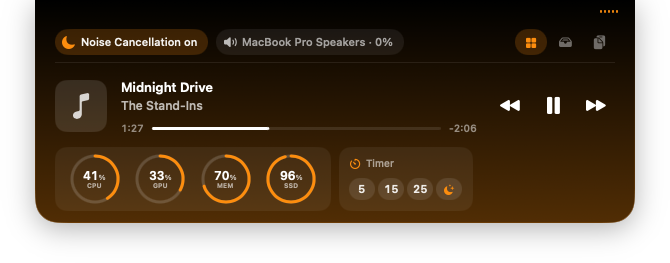 Noise Cancellation on
MacBook Pro Speakers · 0%
Midnight Drive
The Stand-Ins
1:27
-2:06
41% CPU
33% GPU
70% MEM
96% SSD
Timer
5 15 25